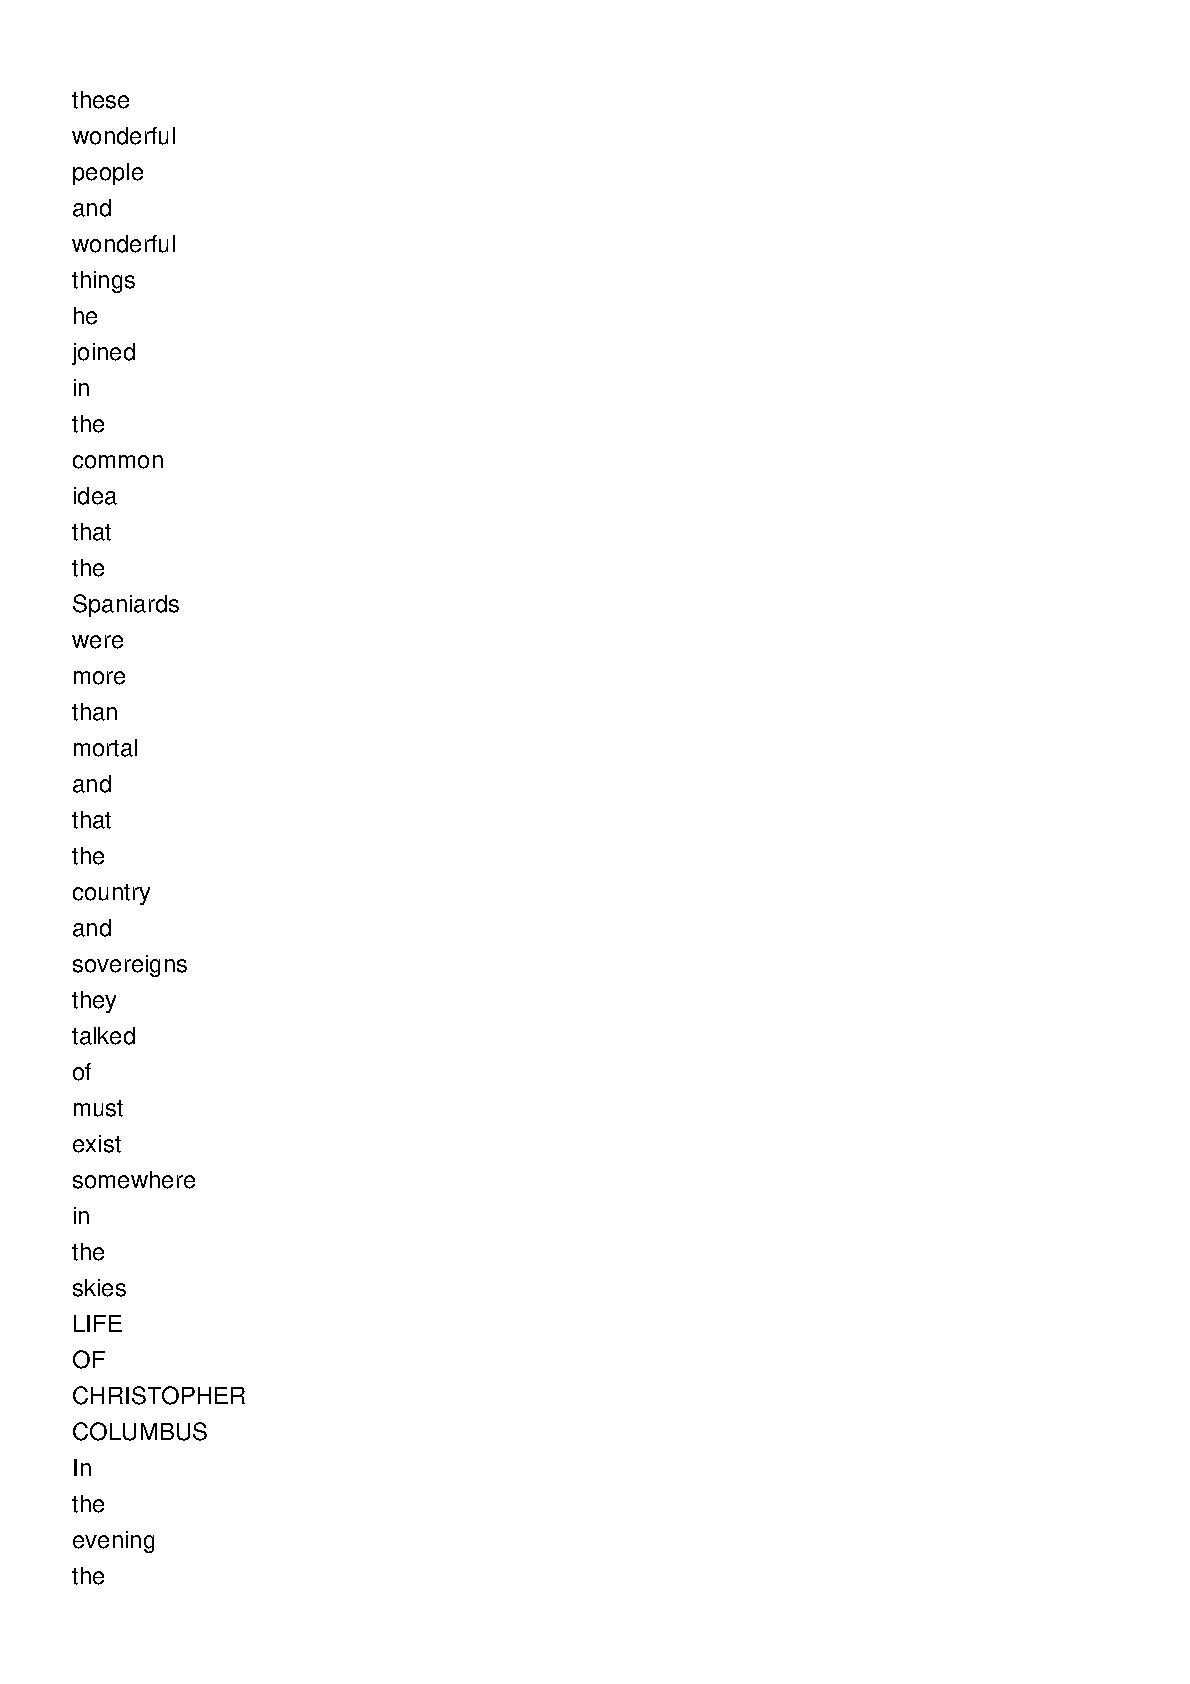 these
wonderful
people
and
wonderful
things
he
joined
in
the
common
idea
that
the
Spaniards
were
more
than
mortal
and
that
the
country
and
sovereigns
they
talked
of
must
exist
somewhere
in
the
skies
LIFE
OF
CHRISTOPHER
COLUMBUS
In
the
evening
the